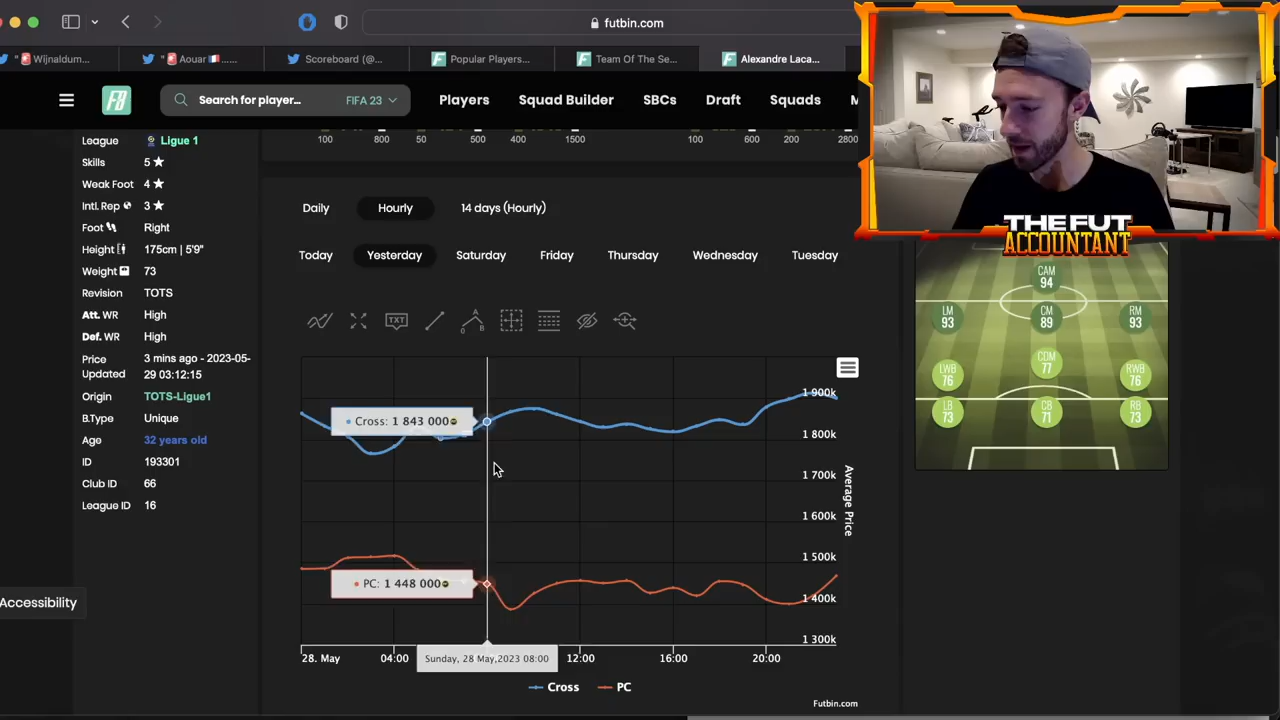 futbin.com
"🚨Wijnaldum...
"🚨Aouar🇫🇷......
Scoreboard (@...
Popular Players...
Team Of The Se...
Alexandre Laca...
Search for player...
FIFA 23
Players
Squad Builder
SBCs
Draft
Squads
M
100 800 50 500 400 1500 100 600 200 2800
League Ligue 1
Skills 5 ★
Weak Foot 4 ★
Intl.Rep 3 ★
Foot Right
Height 175cm | 5'9"
Weight 73
Revision TOTS
Att. WR High
Def. WR High
Price Updated 3 mins ago - 2023-05-29 03:12:15
Origin TOTS-Ligue1
B.Type Unique
Age 32 years old
ID 193301
Club ID 66
League ID 16
Accessibility
Daily Hourly 14 days (Hourly)
Today Yesterday Saturday Friday Thursday Wednesday Tuesday
TXT
A
B
1 900k
1 800k
1 700k
1 600k
1 500k
1 400k
1 300k
Average Price
Cross: 1 843 000
PC: 1 448 000
28. May 04:00 Sunday, 28 May,2023 08:00 12:00 16:00 20:00
Cross PC
Futbin.com
THE FUT
ACCOUNTANT
CAM
94
LM
93
CM
89
RM
93
LWB
76
CDM
77
RWB
76
LB
73
CB
71
RB
73